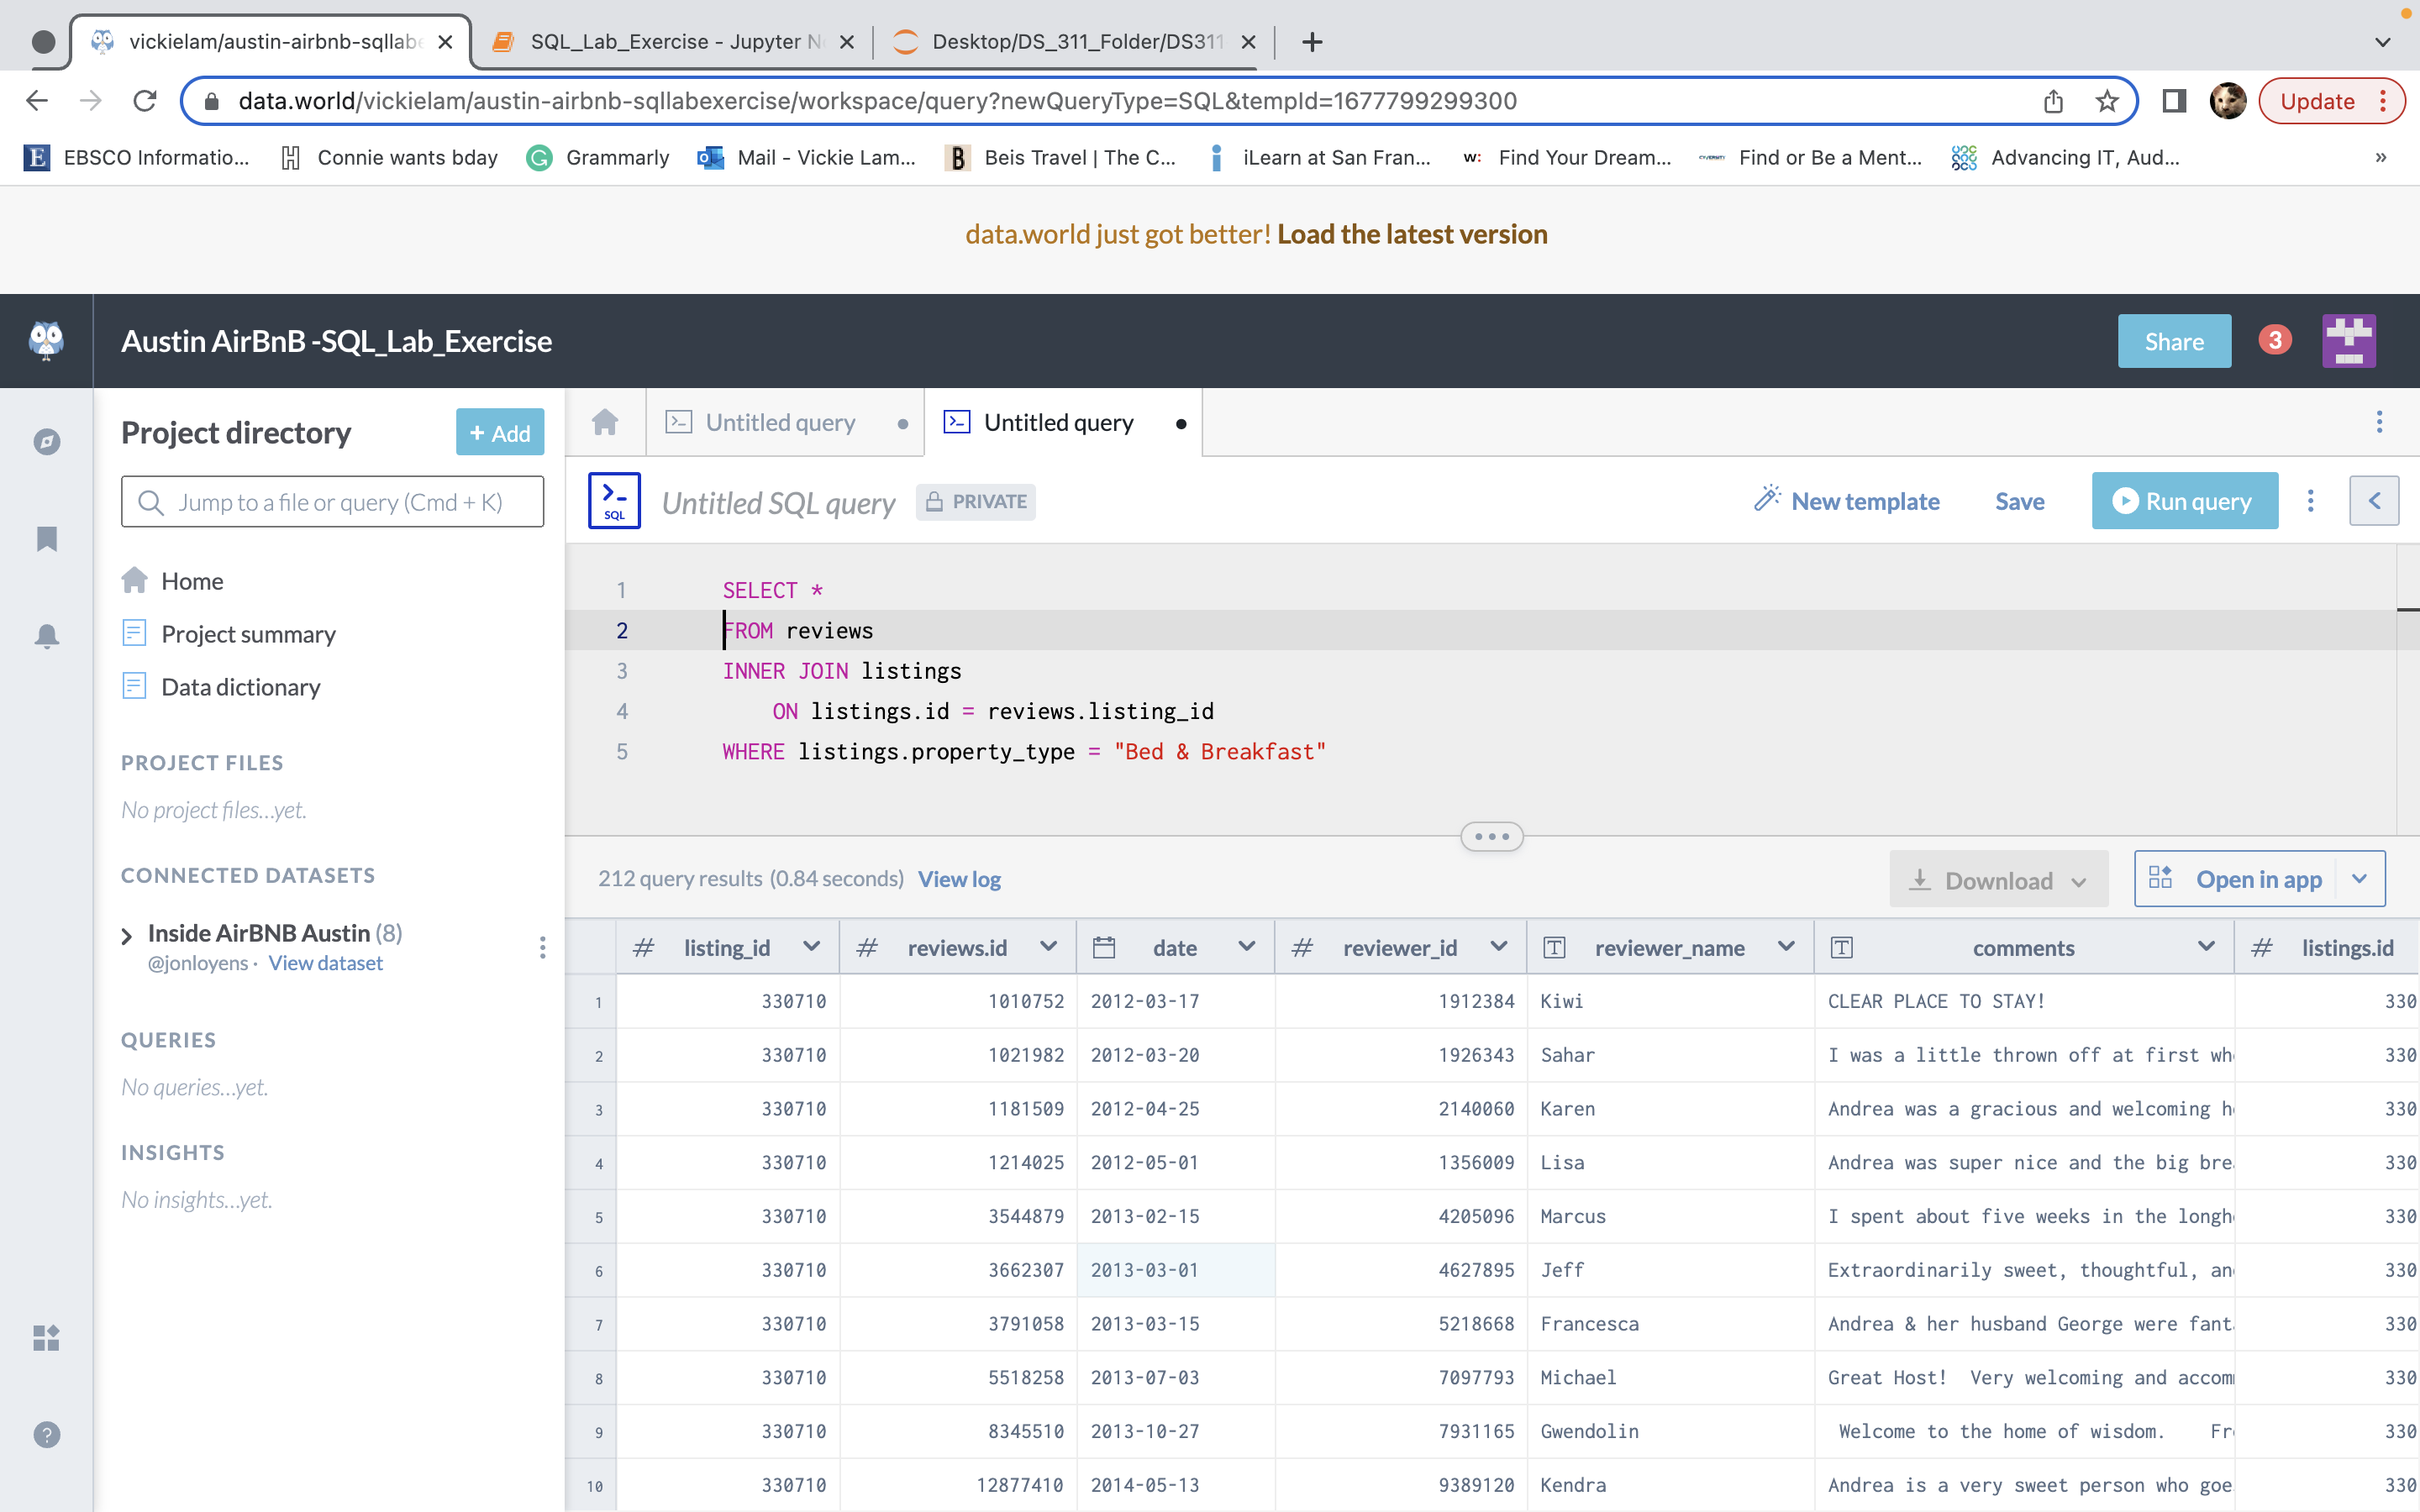 vickielam/austin-airbnb-sqllabe
SQL_Lab_Exercise - Jupyter N
Desktop/DS_311_Folder/DS311
data.world/vickielam/austin-airbnb-sqllabexercise/workspace/query?newQueryType=SQL&tempId=1677799299300
Update
EBSCO Informatio...
Connie wants bday
Grammarly
Mail - Vickie Lam...
Beis Travel | The C...
iLearn at San Fran...
Find Your Dream...
Find or Be a Ment...
Advancing IT, Aud...
»
data.world just got better! Load the latest version
Austin AirBnB -SQL_Lab_Exercise
Share
3
Project directory
+ Add
Jump to a file or query (Cmd + K)
Home
Project summary
Data dictionary
PROJECT FILES
No project files...yet.
CONNECTED DATASETS
Inside AirBNB Austin (8)
@jonloyens · View dataset
QUERIES
No queries...yet.
INSIGHTS
No insights...yet.
Untitled query
Untitled query
SQL
Untitled SQL query
PRIVATE
New template
Save
Run query
1 SELECT *
2 FROM reviews
3 INNER JOIN listings
4 ON listings.id = reviews.listing_id
5 WHERE listings.property_type = "Bed & Breakfast"
212 query results (0.84 seconds) View log
Download
Open in app
# listing_id # reviews.id date # reviewer_id T reviewer_name T comments # listings.id
1 330710 1010752 2012-03-17 1912384 Kiwi CLEAR PLACE TO STAY! 330
2 330710 1021982 2012-03-20 1926343 Sahar I was a little thrown off at first wh 330
3 330710 1181509 2012-04-25 2140060 Karen Andrea was a gracious and welcoming h 330
4 330710 1214025 2012-05-01 1356009 Lisa Andrea was super nice and the big bre 330
5 330710 3544879 2013-02-15 4205096 Marcus I spent about five weeks in the longh 330
6 330710 3662307 2013-03-01 4627895 Jeff Extraordinarily sweet, thoughtful, an 330
7 330710 3791058 2013-03-15 5218668 Francesca Andrea & her husband George were fant 330
8 330710 5518258 2013-07-03 7097793 Michael Great Host! Very welcoming and accom 330
9 330710 8345510 2013-10-27 7931165 Gwendolin Welcome to the home of wisdom. Fr 330
10 330710 12877410 2014-05-13 9389120 Kendra Andrea is a very sweet person who goe 330